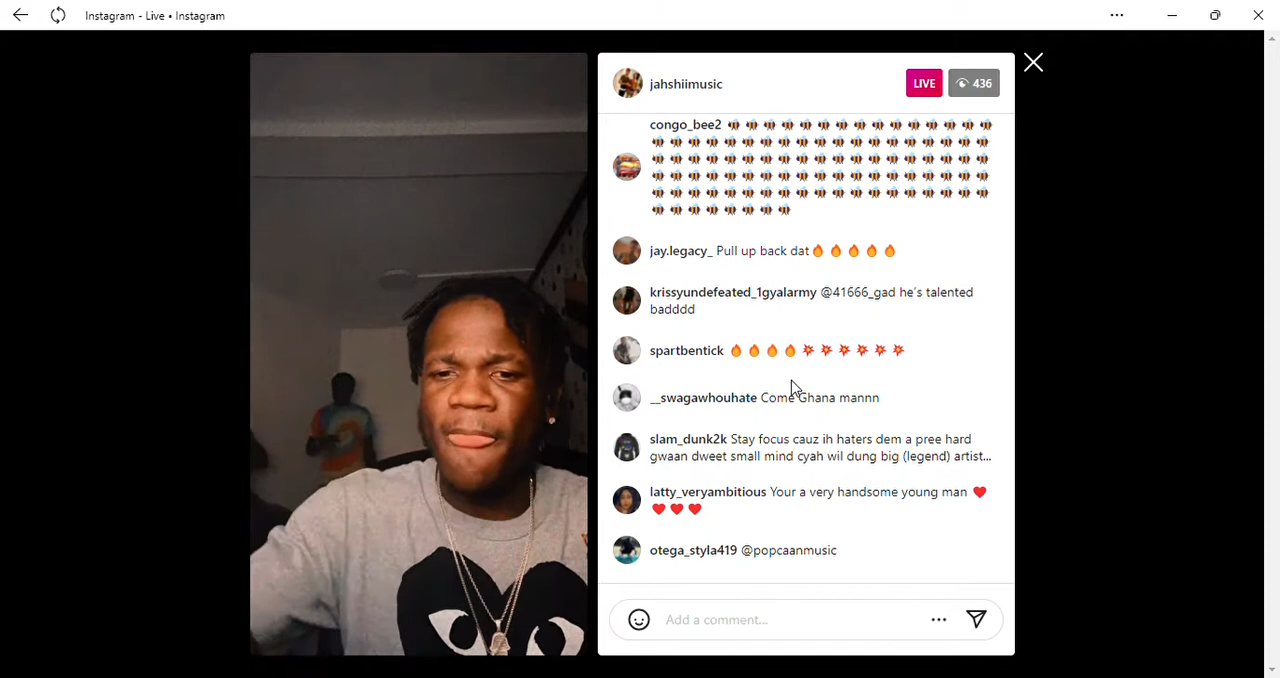 Instagram - Live • Instagram
jahshiimusic
LIVE
436
congo_bee2 🐝🐝🐝🐝🐝🐝🐝🐝🐝🐝🐝🐝🐝🐝🐝
🐝🐝🐝🐝🐝🐝🐝🐝🐝🐝🐝🐝🐝🐝🐝🐝🐝🐝🐝
🐝🐝🐝🐝🐝🐝🐝🐝🐝🐝🐝🐝🐝🐝🐝🐝🐝🐝🐝
🐝🐝🐝🐝🐝🐝🐝🐝🐝🐝🐝🐝🐝🐝🐝🐝🐝🐝🐝
🐝🐝🐝🐝🐝🐝🐝🐝🐝🐝🐝🐝🐝🐝🐝🐝🐝🐝🐝
🐝🐝🐝🐝🐝🐝🐝🐝
jay.legacy_ Pull up back dat🔥🔥🔥🔥🔥
krissyundefeated_1gyalarmy @41666_gad he's talented
badddd
spartbentick 🔥🔥🔥🔥💥💥💥💥💥💥
__swagawhouhate Come Ghana mannn
slam_dunk2k Stay focus cauz ih haters dem a pree hard
gwaan dweet small mind cyah wil dung big (legend) artist...
latty_veryambitious Your a very handsome young man ❤️
❤️❤️❤️
otega_styla419 @popcaanmusic
Add a comment...